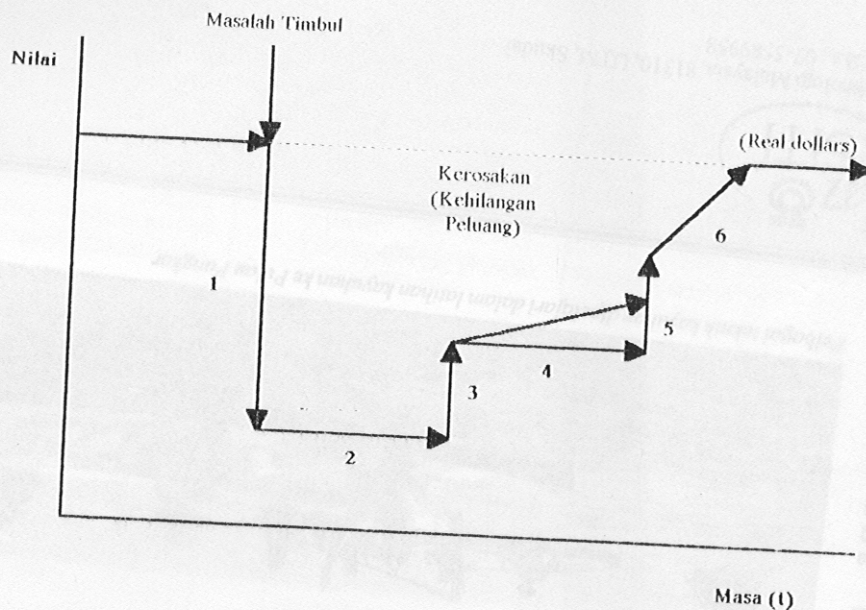 Masalah Timbul
Nilai
(Real dollars)
Kerosakan
(Kehilangan
Peluang)
6
1
5
4
3
2
Masa (t)